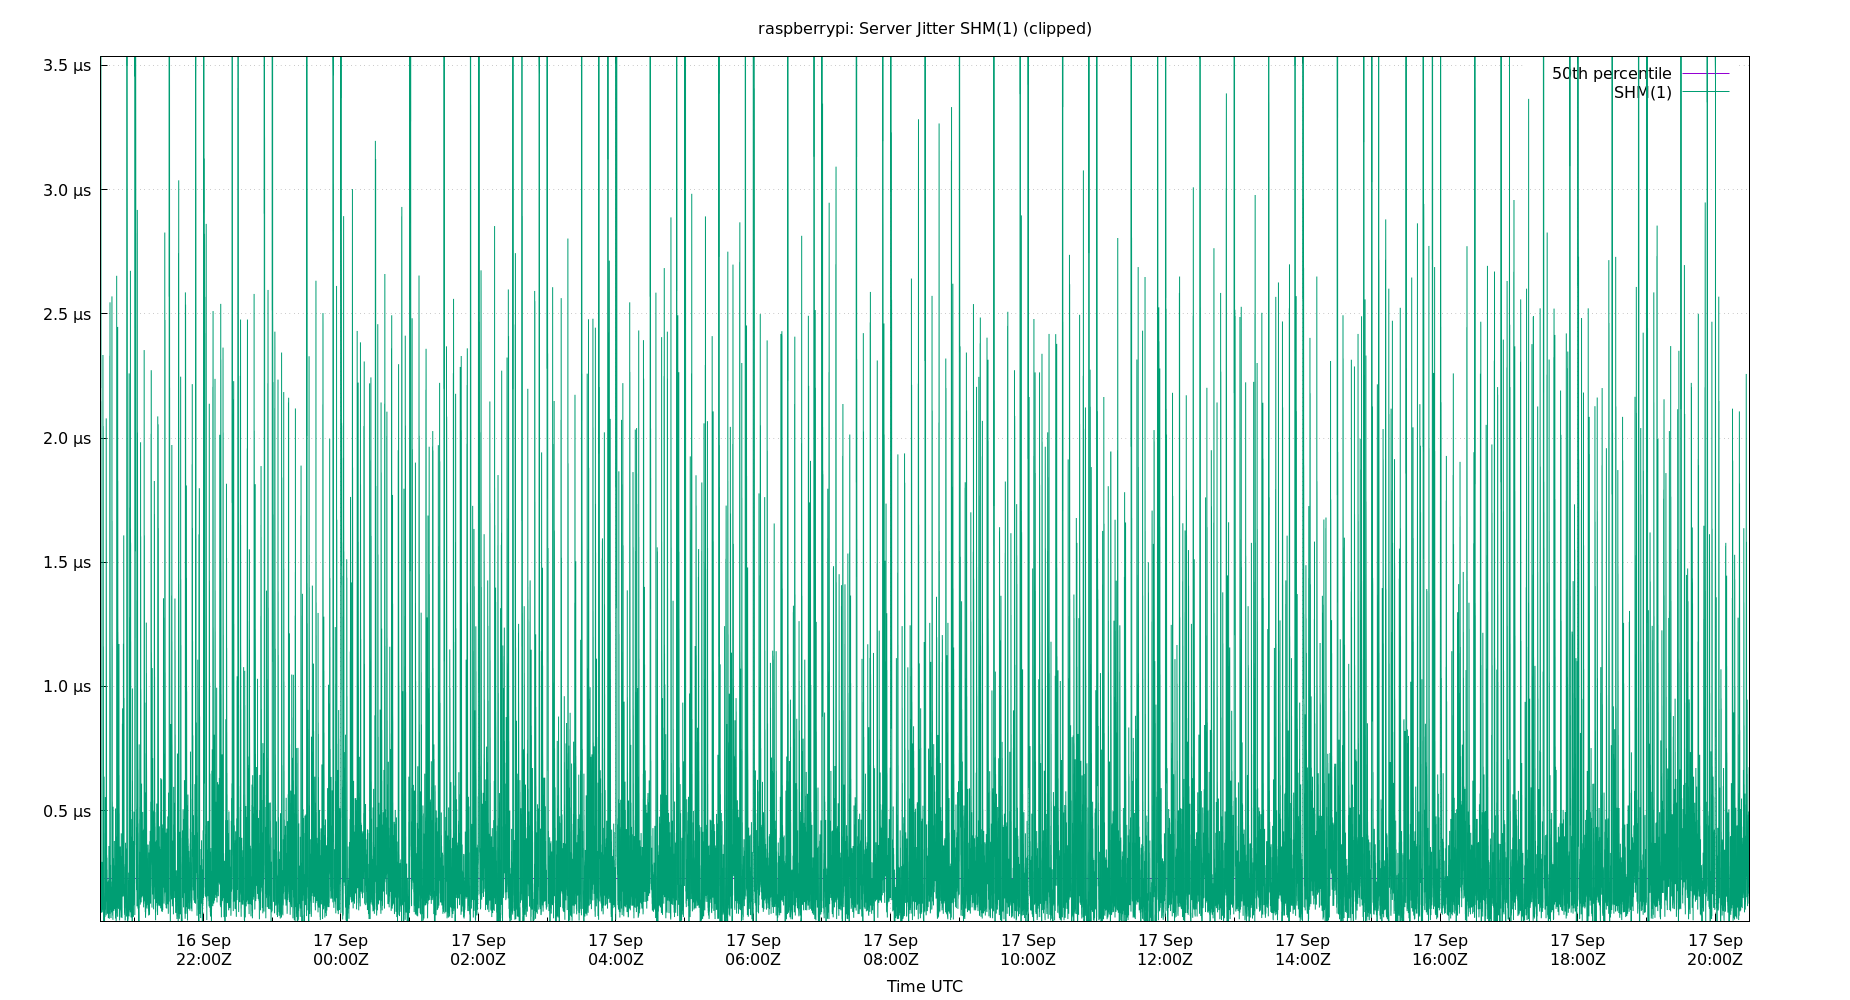 raspberrypi: Server Jitter SHM(1) (clipped)
3.5 µs
3.0 µs
2.5 µs
2.0 µs
1.5 µs
1.0 µs
0.5 µs
50th percentile
SHM(1)
16 Sep 17 Sep 17 Sep 17 Sep 17 Sep 17 Sep 17 Sep 17 Sep 17 Sep 17 Sep 17 Sep 17 Sep
22:00Z 00:00Z 02:00Z 04:00Z 06:00Z 08:00Z 10:00Z 12:00Z 14:00Z 16:00Z 18:00Z 20:00Z
Time UTC